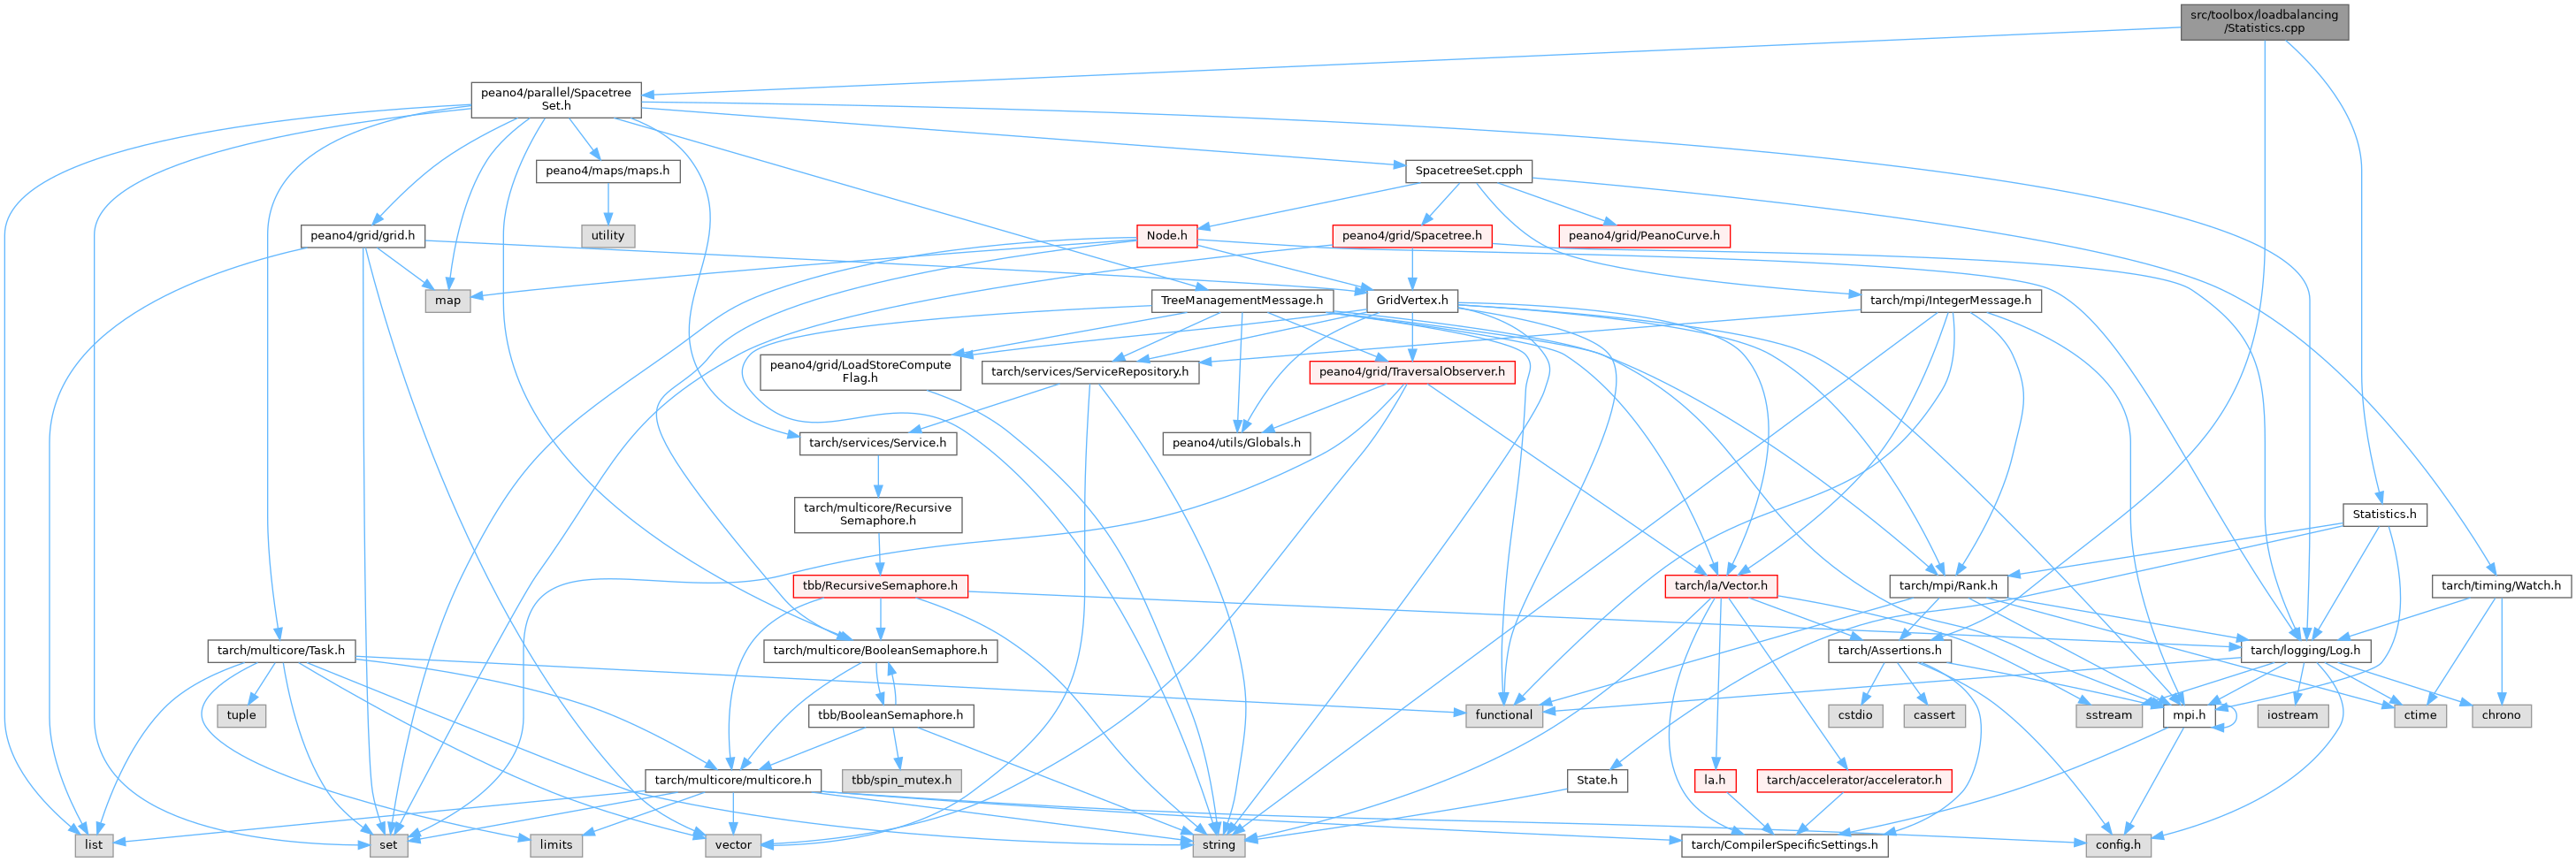 src/toolbox/loadbalancing
/Statistics.cpp
peano4/parallel/Spacetree
Set.h
peano4/maps/maps.h
SpacetreeSet.cpph
peano4/grid/grid.h
utility
Node.h
peano4/grid/Spacetree.h
peano4/grid/PeanoCurve.h
map
TreeManagementMessage.h
GridVertex.h
tarch/mpi/IntegerMessage.h
peano4/grid/LoadStoreCompute
Flag.h
tarch/services/ServiceRepository.h
peano4/grid/TraversalObserver.h
tarch/services/Service.h
peano4/utils/Globals.h
tarch/multicore/Recursive
Semaphore.h
Statistics.h
tbb/RecursiveSemaphore.h
tarch/la/Vector.h
tarch/mpi/Rank.h
tarch/timing/Watch.h
tarch/multicore/Task.h
tarch/multicore/BooleanSemaphore.h
tarch/Assertions.h
tarch/logging/Log.h
tuple
tbb/BooleanSemaphore.h
functional
cstdio
cassert
sstream
mpi.h
iostream
ctime
chrono
tarch/multicore/multicore.h
tbb/spin_mutex.h
State.h
la.h
tarch/accelerator/accelerator.h
list
set
limits
vector
string
tarch/CompilerSpecificSettings.h
config.h